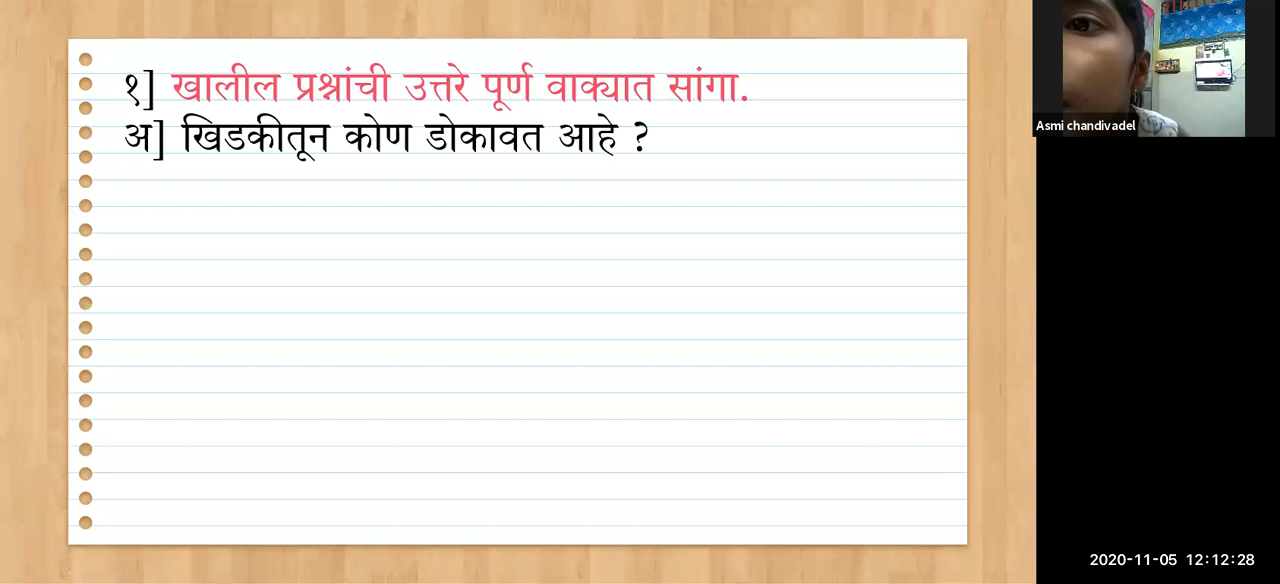 १] खालील प्रश्नांची उत्तरे पूर्ण वाक्यात सांगा.
अ] खिडकीतून कोण डोकावत आहे ?
Asmi chandivadel
2020-11-05 12:12:28